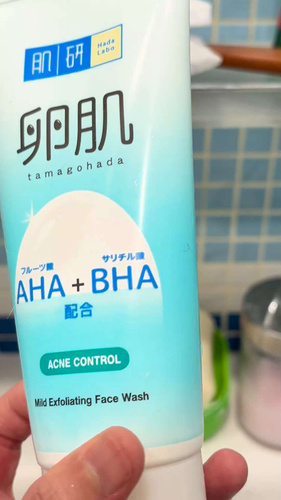 肌研 Hada Labo
卵肌
tamagohada
フルーツ酸 サリチル酸
AHA + BHA
配合
ACNE CONTROL
Mild Exfoliating Face Wash